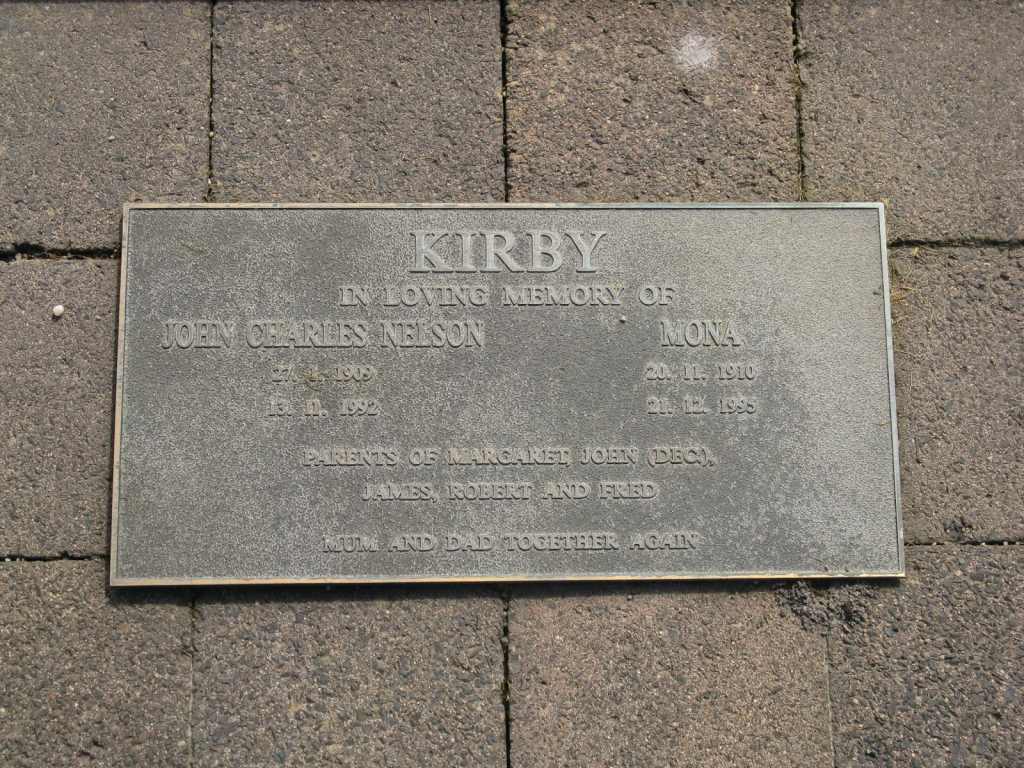 KIRBY
IN LOVING MEMORY OF
JOHN CHARLES NELSON MONA
27. 1. 1909 20. 11. 1910
13. 11. 1992 21. 12. 1995
PARENTS OF MARGARET, JOHN (DEC.),
JAMES, ROBERT AND FRED
MUM AND DAD TOGETHER AGAIN